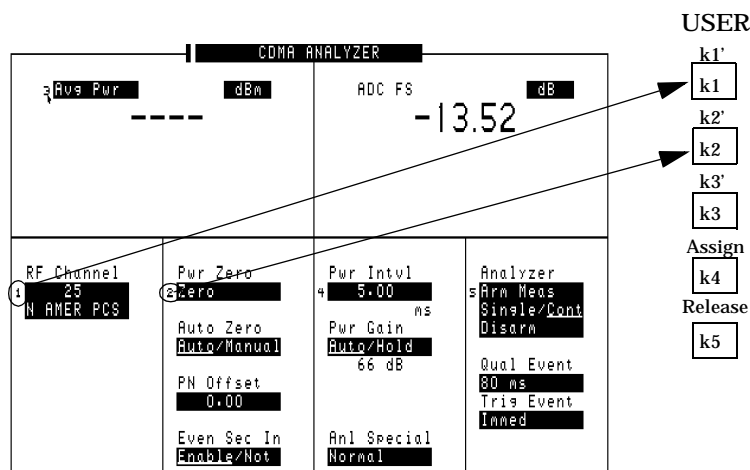 USER
CDMA ANALYZER
k1'
k1
k2'
k2
k3'
k3
Assign
k4
Release
k5
3 Avg Pwr dBm
----
ADC FS dB
-13.52
RF Channel
1 25
N AMER PCS
Pwr Zero
2 Zero
Auto Zero
Auto/Manual
PN Offset
0.00
Even Sec In
Enable/Not
Pwr Intvl
4 5.00
ms
Pwr Gain
Auto/Hold
66 dB
Anl Special
Normal
Analyzer
5 Arm Meas
Single/Cont
Disarm
Qual Event
80 ms
Trig Event
Immed